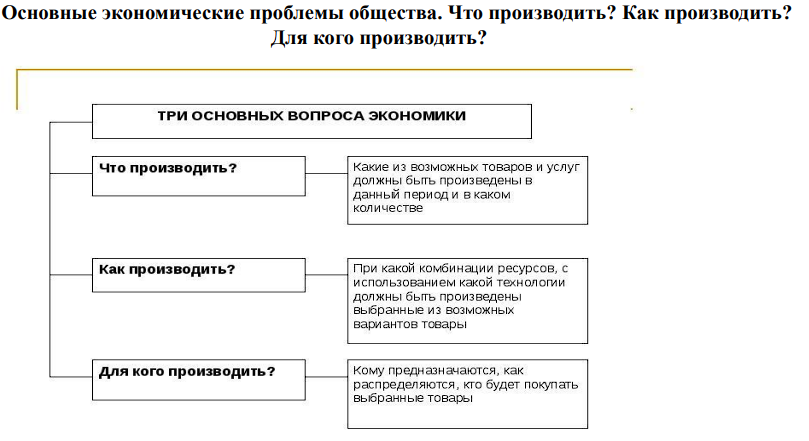 Основные экономические проблемы общества. Что производить? Как производить?
Для кого производить?
ТРИ ОСНОВНЫХ ВОПРОСА ЭКОНОМИКИ
Что производить?
Какие из возможных товаров и услуг
должны быть произведены в
данный период и в каком
количестве
Как производить?
При какой комбинации ресурсов, с
использованием какой технологии
должны быть произведены
выбранные из возможных
вариантов товары
Для кого производить?
Кому предназначаются, как
распределяются, кто будет покупать
выбранные товары